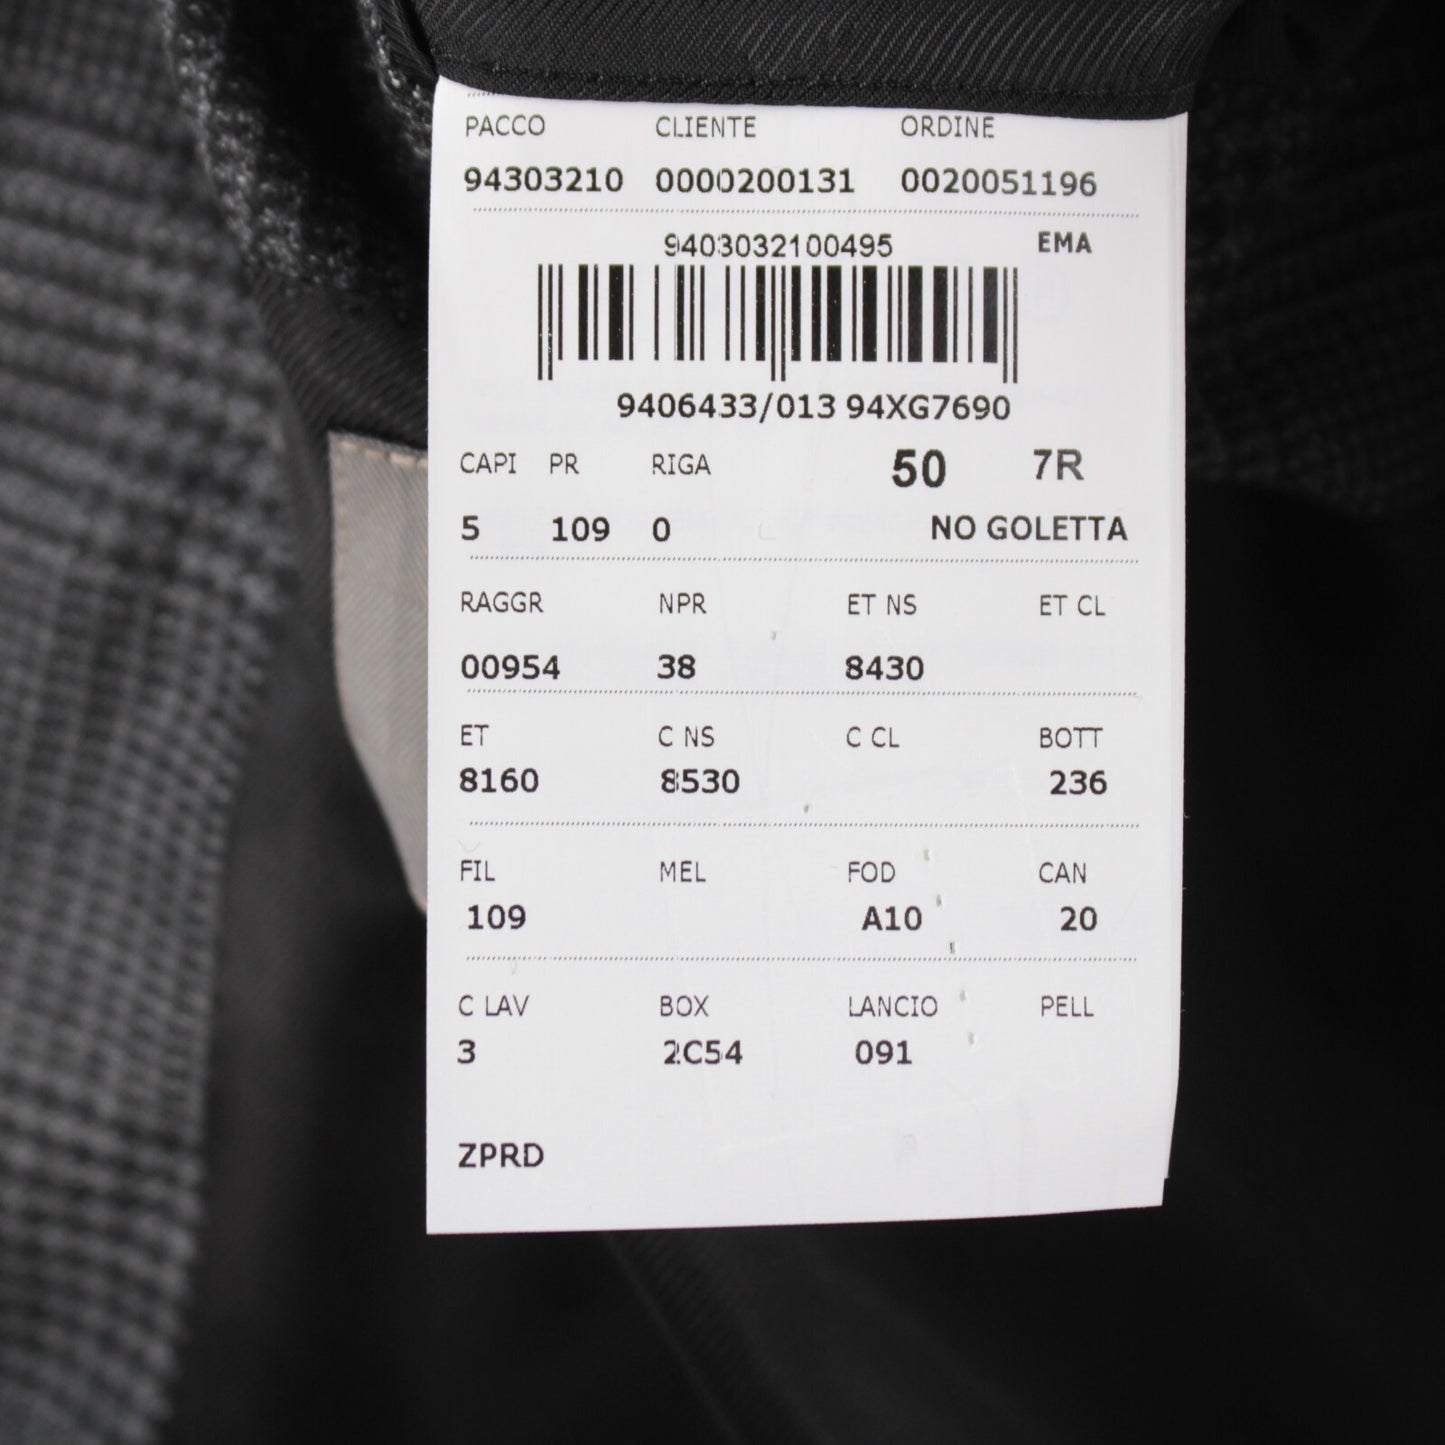 PACCO CLIENTE ORDINE
94303210 0000200131 0020051196
9403032100495 EMA
9406433/013 94XG7690
CAPI PR RIGA 50 7R
5 109 0 NO GOLETTA
RAGGR NPR ET NS ET CL
00954 38 8430
ET C NS C CL BOTT
8160 8530 236
FIL MEL FOD CAN
109 A10 20
C LAV BOX LANCIO PELL
3 2C54 091
ZPRD